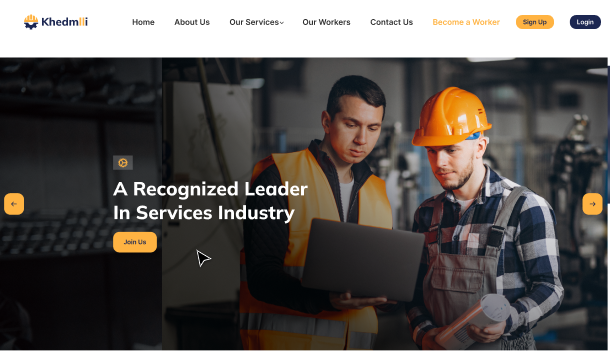 Khedmlli
Home
About Us
Our Services
Our Workers
Contact Us
Become a Worker
Sign Up
Login
A Recognized Leader
In Services Industry
Join Us